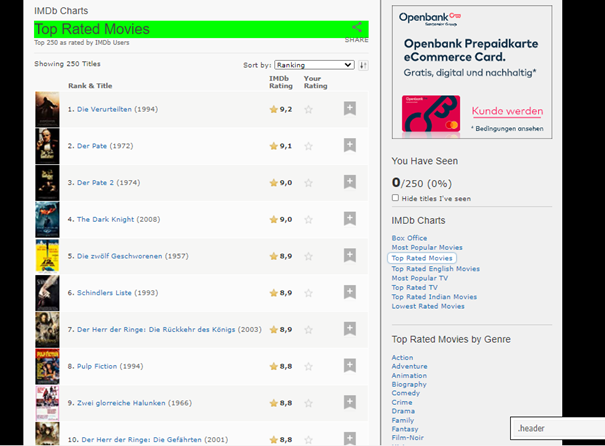 IMDb Charts
Top Rated Movies
Top 250 as rated by IMDb Users
SHARE
Showing 250 Titles
Sort by: Ranking
Rank & Title
IMDb Rating
Your Rating
1. Die Verurteilten (1994) 9,2
2. Der Pate (1972) 9,1
3. Der Pate 2 (1974) 9,0
4. The Dark Knight (2008) 9,0
5. Die zwölf Geschworenen (1957) 8,9
6. Schindlers Liste (1993) 8,9
7. Der Herr der Ringe: Die Rückkehr des Königs (2003) 8,9
8. Pulp Fiction (1994) 8,8
9. Zwei glorreiche Halunken (1966) 8,8
10. Der Herr der Ringe: Die Gefährten (2001) 8,8
Openbank
Openbank Prepaidkarte
eCommerce Card.
Gratis, digital und nachhaltig*
Kunde werden
* Bedingungen ansehen
You Have Seen
0/250 (0%)
Hide titles I've seen
IMDb Charts
Box Office
Most Popular Movies
Top Rated Movies
Top Rated English Movies
Most Popular TV
Top Rated TV
Top Rated Indian Movies
Lowest Rated Movies
Top Rated Movies by Genre
Action
Adventure
Animation
Biography
Comedy
Crime
Drama
Family
Fantasy
Film-Noir
.header